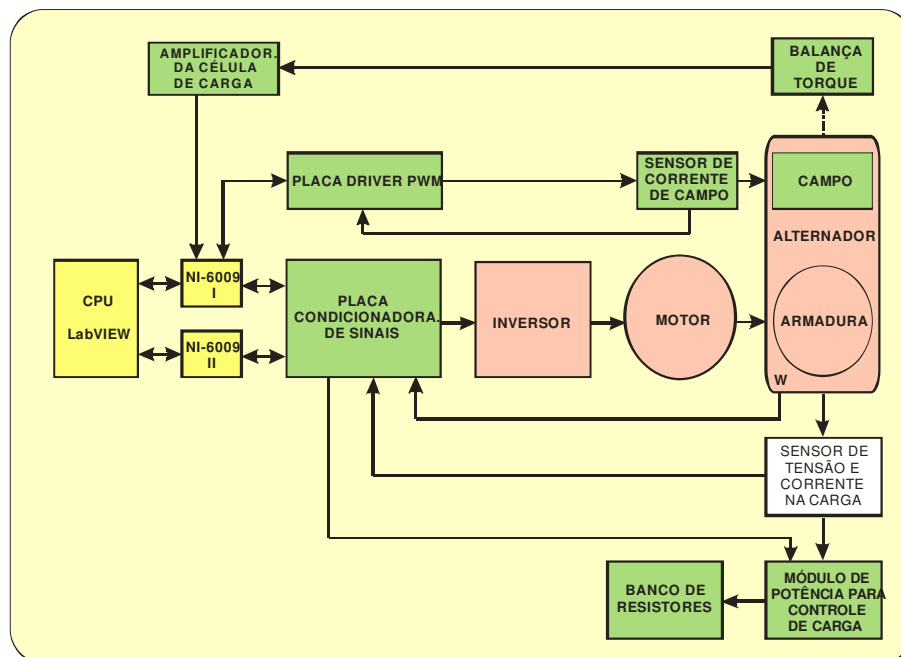 AMPLIFICADOR.
DA CÉLULA
DE CARGA
BALANÇA
DE
TORQUE
PLACA DRIVER PWM
SENSOR DE
CORRENTE
DE CAMPO
CAMPO
ALTERNADOR
CPU
LabVIEW
NI-6009
I
NI-6009
II
PLACA
CONDICIONADORA.
DE SINAIS
INVERSOR
MOTOR
ARMADURA
W
SENSOR DE
TENSÃO E
CORRENTE
NA CARGA
BANCO DE
RESISTORES
MÓDULO DE
POTÊNCIA PARA
CONTROLE
DE CARGA